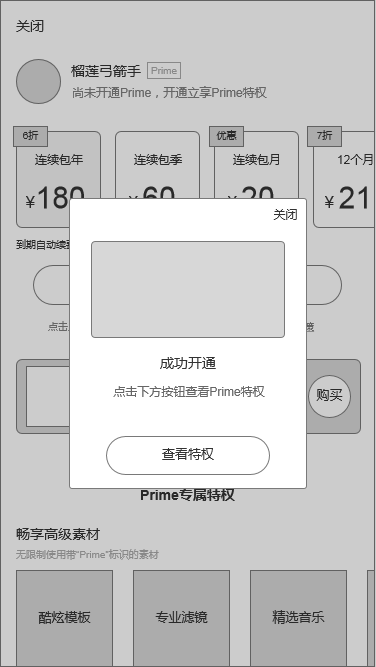 关闭
榴莲弓箭手 Prime
尚未开通Prime，开通立享Prime特权
6折 优惠 7折
连续包年 连续包季 连续包月 12个月
¥180 ¥60 ¥20 ¥21
到期自动续
关闭
点击
成功开通
点击下方按钮查看Prime特权
购买
查看特权
Prime专属特权
畅享高级素材
无限制使用带“Prime”标识的素材
酷炫模板 专业滤镜 精选音乐